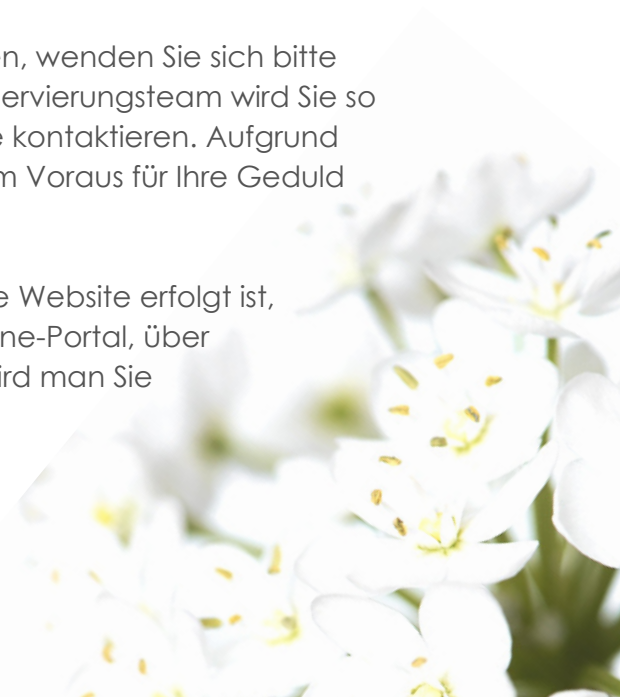 en, wenden Sie sich bitte
ervierungsteam wird Sie so
e kontaktieren. Aufgrund
m Voraus für Ihre Geduld
e Website erfolgt ist,
ne-Portal, über
ird man Sie